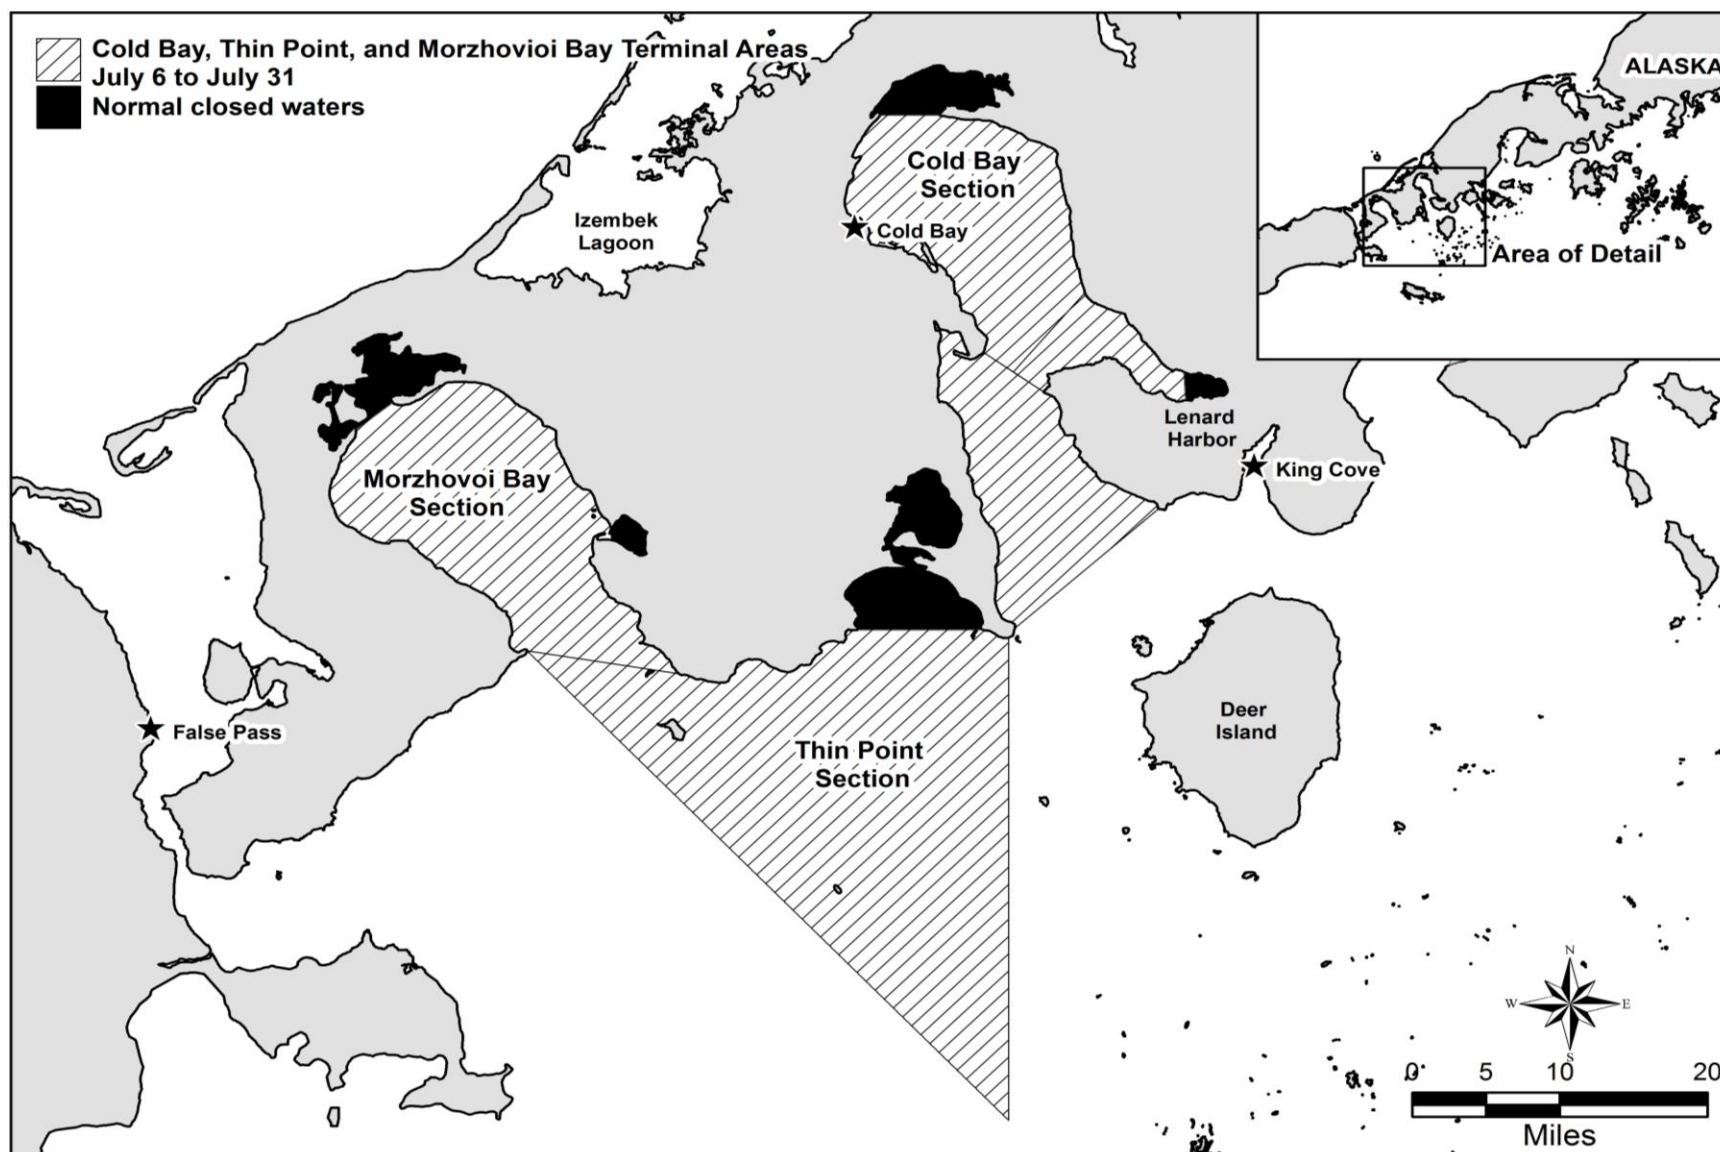 Cold Bay, Thin Point, and Morzhovioi Bay Terminal Areas
July 6 to July 31
Normal closed waters
ALASKA
Area of Detail
Cold Bay
Section
Izembek
Lagoon
Cold Bay
Lenard
Harbor
King Cove
Morzhovoi Bay
Section
Deer
Island
False Pass
Thin Point
Section
N
W E
S
0 5 10 20
Miles